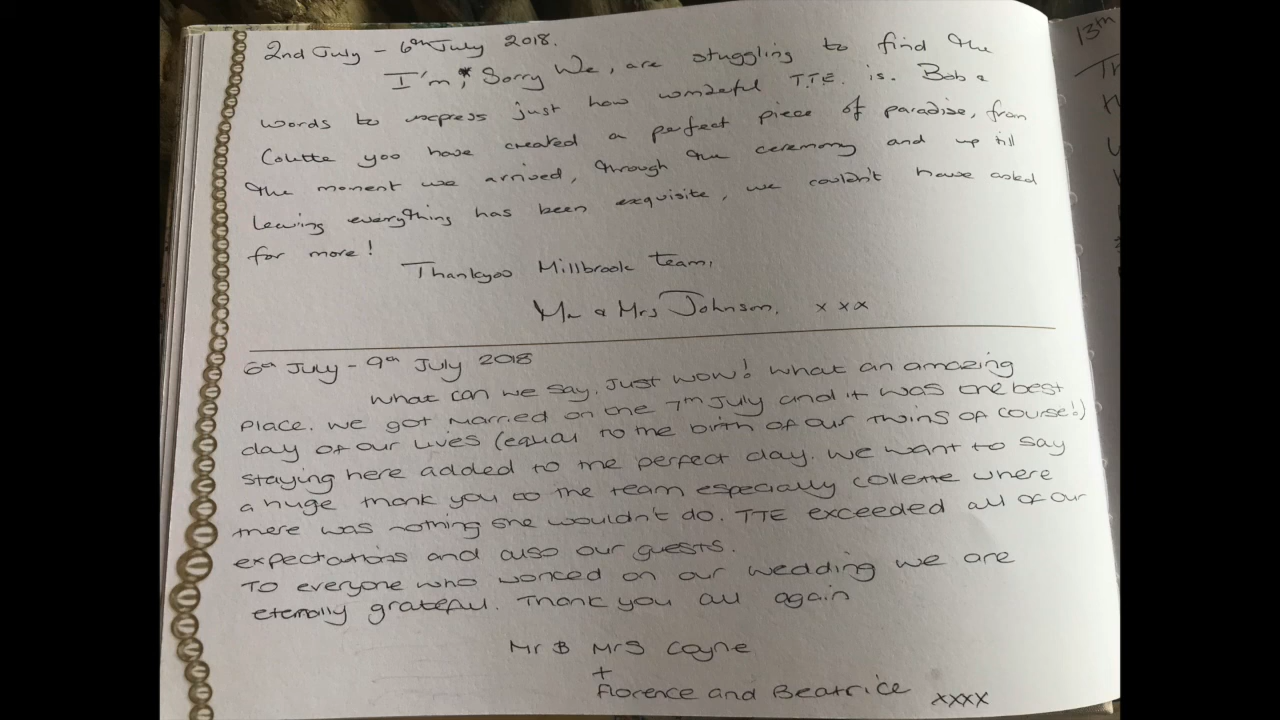 2nd July - 6th July 2018.
I'm, Sorry We, are stuggling to find the
words to express just how wonderful T.T.E. is. Bob &
Colette you have created a perfect piece of paradise, from
the moment we arrived, through the ceremony and up till
leaving everything has been exquisite, we couldn't have asked
for more!
Thankyoo Millbrook team,
Mr & Mrs Johnson. x x x
6th July - 9th July 2018
What can we say. Just wow! What an amazing
place. We got married on the 7th July and it was the best
day of our lives (equal to the birth of our twins of course!)
Staying here added to the perfect day. We want to say
a huge thank you to the team especially Collette where
there was nothing she wouldn't do. TTE exceeded all of our
expectations and also our guests.
To everyone who worked on our wedding we are
eternally grateful. Thank you all again
Mr & Mrs Coyne
+
Florence and Beatrice xxxx
13th